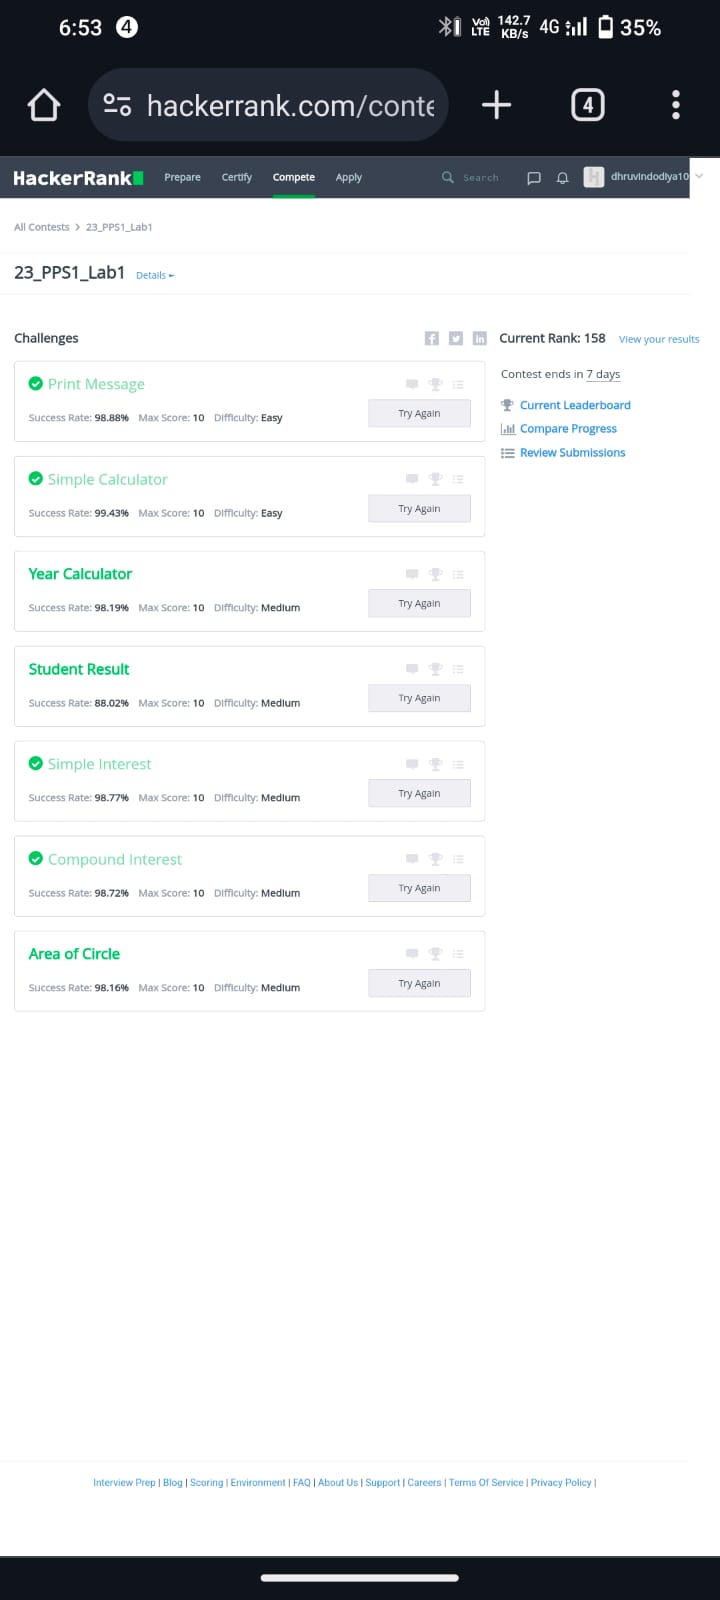 6:53 4 Vo) LTE 142.7 KB/s 4G 35%
hackerrank.com/conte 4
HackerRank Prepare Certify Compete Apply Search dhruvindodiya10
All Contests > 23_PPS1_Lab1
23_PPS1_Lab1 Details
Challenges
Print Message
Success Rate: 98.88% Max Score: 10 Difficulty: Easy
Try Again
Simple Calculator
Success Rate: 99.43% Max Score: 10 Difficulty: Easy
Try Again
Year Calculator
Success Rate: 98.19% Max Score: 10 Difficulty: Medium
Try Again
Student Result
Success Rate: 88.02% Max Score: 10 Difficulty: Medium
Try Again
Simple Interest
Success Rate: 98.77% Max Score: 10 Difficulty: Medium
Try Again
Compound Interest
Success Rate: 98.72% Max Score: 10 Difficulty: Medium
Try Again
Area of Circle
Success Rate: 98.16% Max Score: 10 Difficulty: Medium
Try Again
Current Rank: 158 View your results
Contest ends in 7 days
Current Leaderboard
Compare Progress
Review Submissions
Interview Prep | Blog | Scoring | Environment | FAQ | About Us | Support | Careers | Terms Of Service | Privacy Policy |